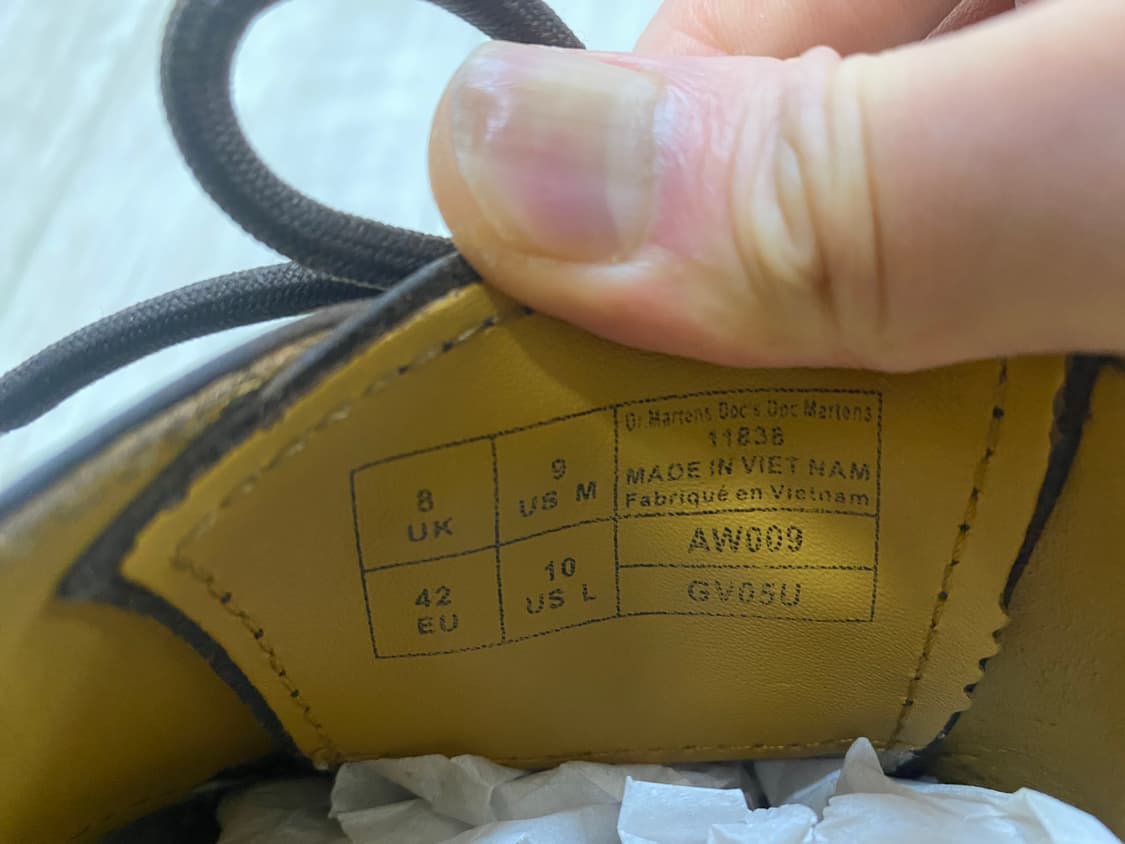 8
UK
9
US M
42
EU
10
US L
Dr.Martens Doc's Doc Martens
11838
MADE IN VIET NAM
Fabriqué en Vietnam
AW009
GV05U